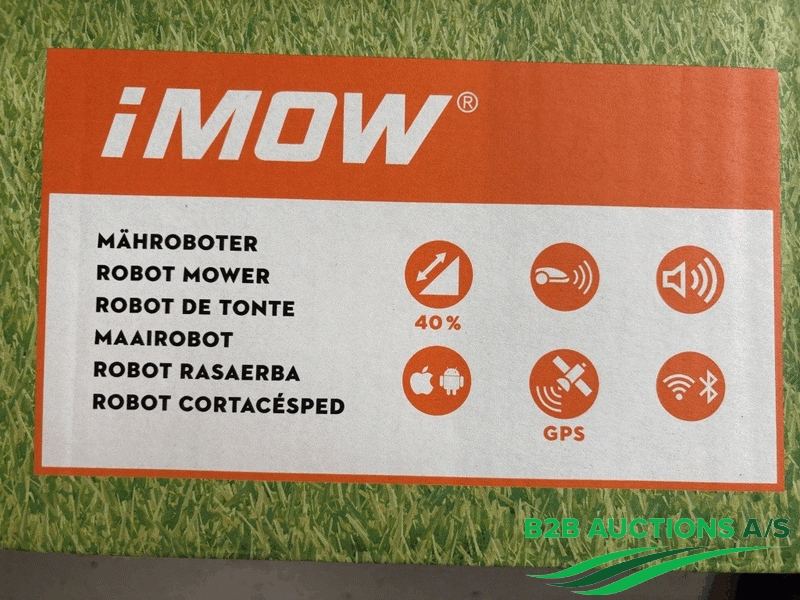 iMOW®
MÄHROBOTER
ROBOT MOWER
ROBOT DE TONTE
MAAIROBOT
ROBOT RASAERBA
ROBOT CORTACÉSPED
40%
GPS
B2B AUCTIONS A/S